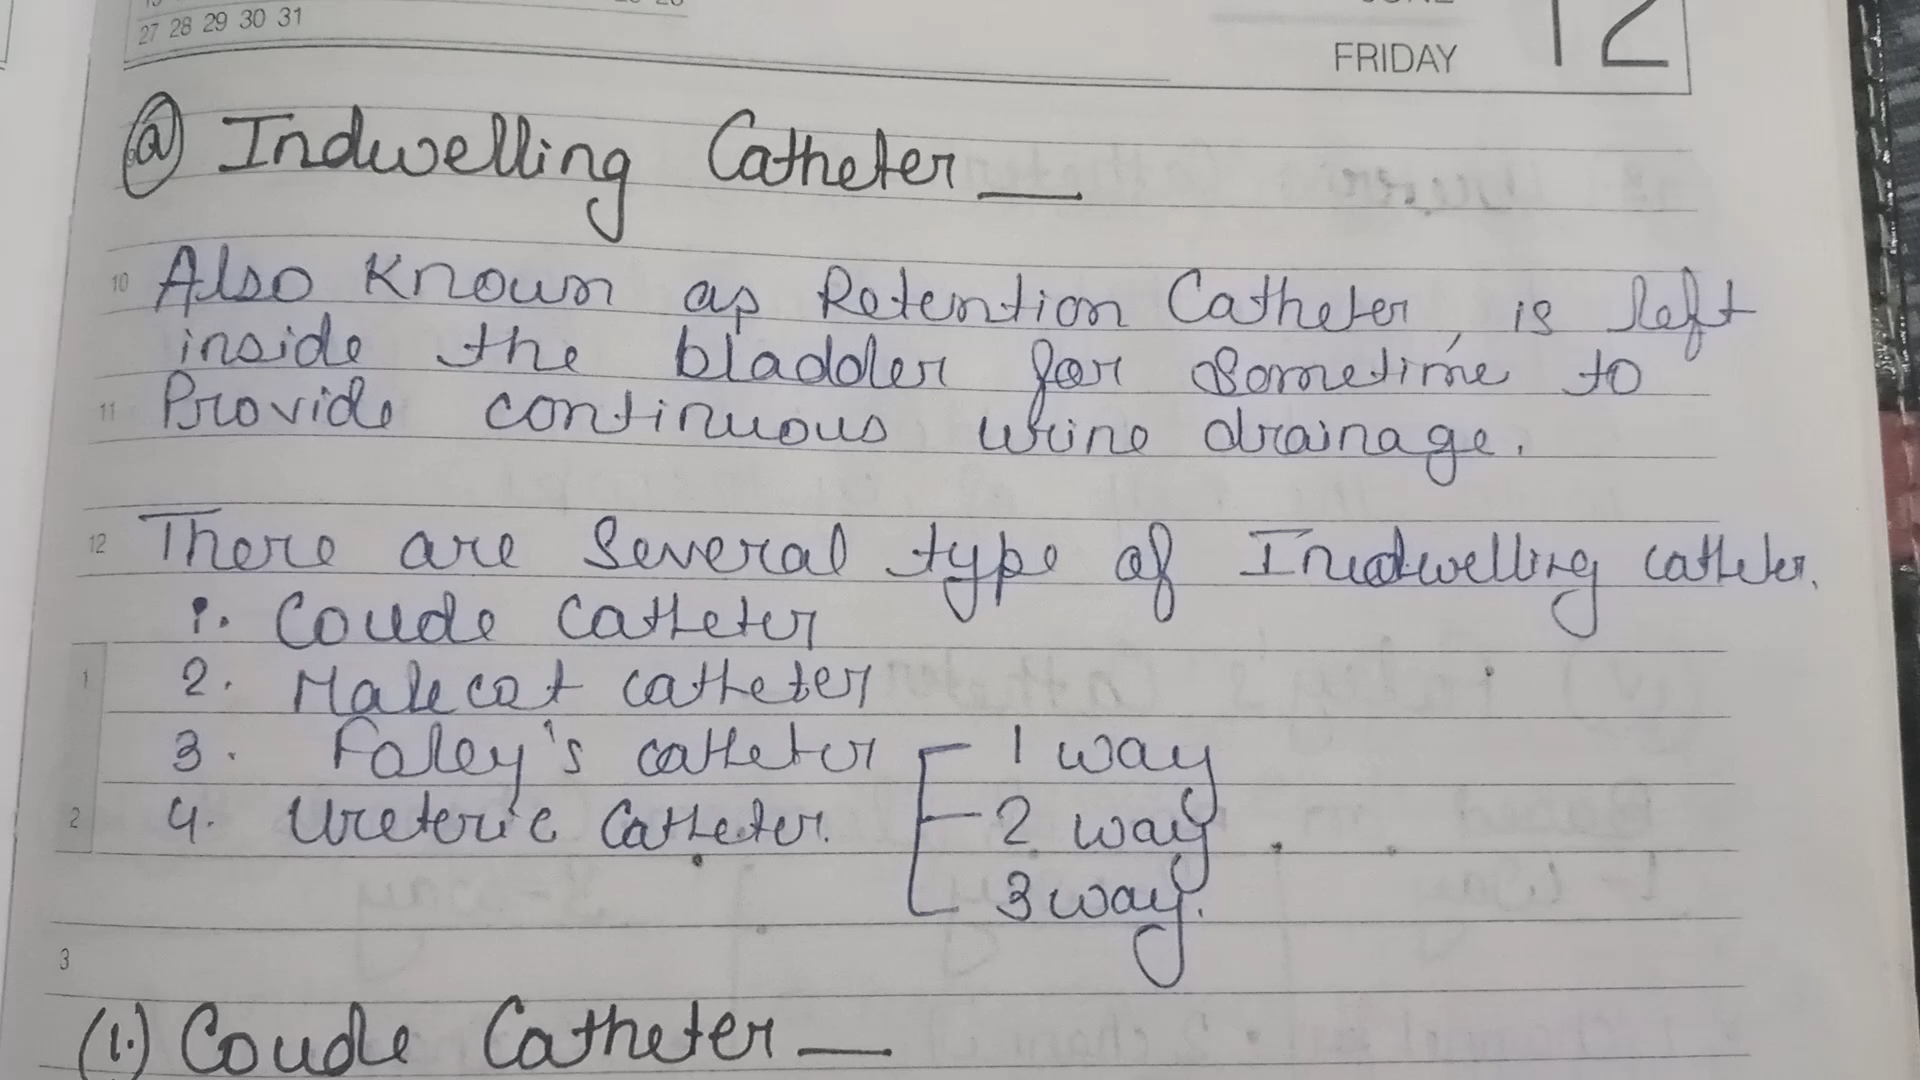 27 28 29 30 31
FRIDAY 12
(a) Indwelling Catheter —
10 Also Known as Retention Catheter, is left
inside the bladder for sometime to
11 Provide continuous urine drainage.
12 There are Several type of Indwelling catheter.
1. Coude Catheter
1 2. Malecot catheter
3. Foley's catheter - 1 way
2 4. Ureteric Catheter. - 2 way
3 way.
3
(1.) Coude Catheter —